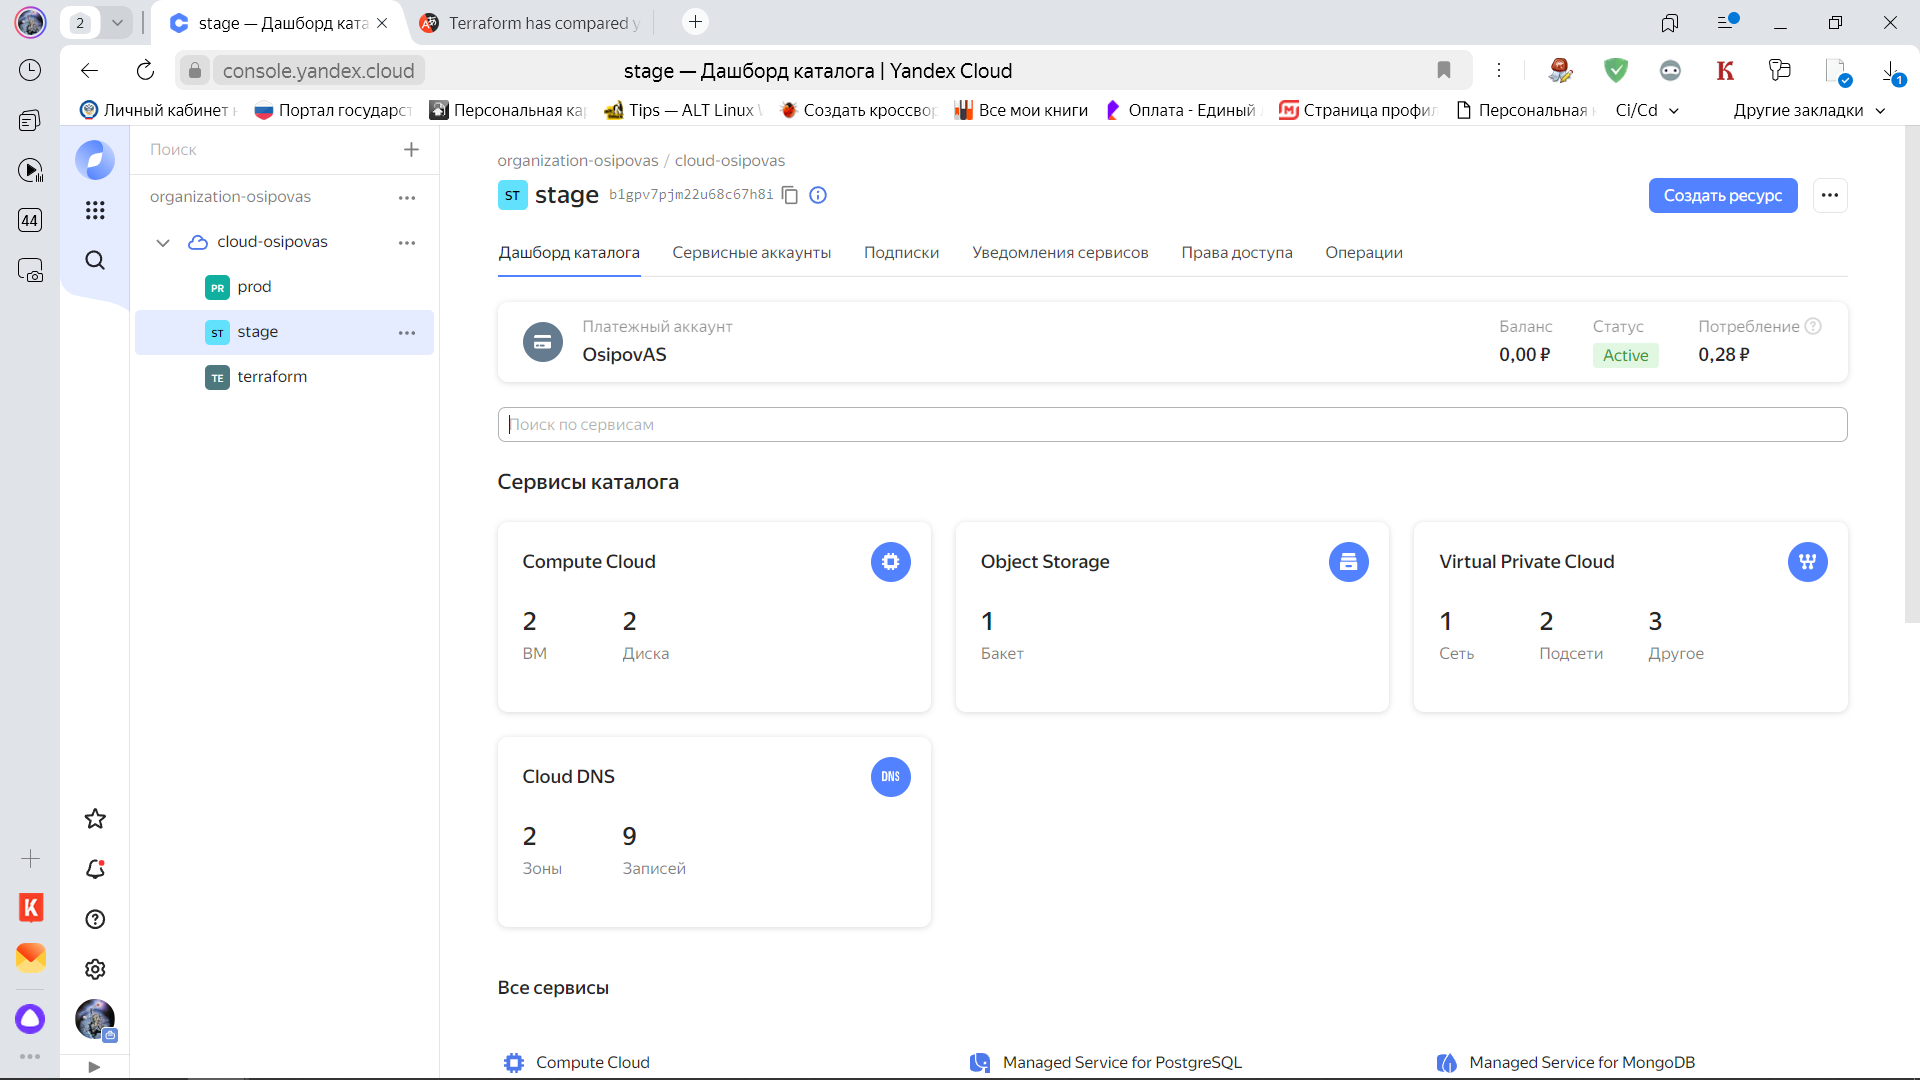 2
stage — Дашборд ката
Terraform has compared y
console.yandex.cloud
stage — Дашборд каталога | Yandex Cloud
1
Личный кабинет
Портал государст
Персональная ка
Tips — ALT Linux
Создать кроссвор
Все мои книги
Оплата - Единый
Страница профил
Персональная
Ci/Cd
Другие закладки
44
Поиск
organization-osipovas
cloud-osipovas
PR prod
ST stage
TE terraform
organization-osipovas / cloud-osipovas
ST stage b1gpv7pjm22u68c67h8i
Создать ресурс
Дашборд каталога
Сервисные аккаунты
Подписки
Уведомления сервисов
Права доступа
Операции
Платежный аккаунт
OsipovAS
Баланс
0,00 ₽
Статус
Active
Потребление
0,28 ₽
Поиск по сервисам
Сервисы каталога
Compute Cloud
2 2
ВМ Диска
Object Storage
1
Бакет
Virtual Private Cloud
1 2 3
Сеть Подсети Другое
Cloud DNS
DNS
2 9
Зоны Записей
Все сервисы
Compute Cloud
Managed Service for PostgreSQL
Managed Service for MongoDB